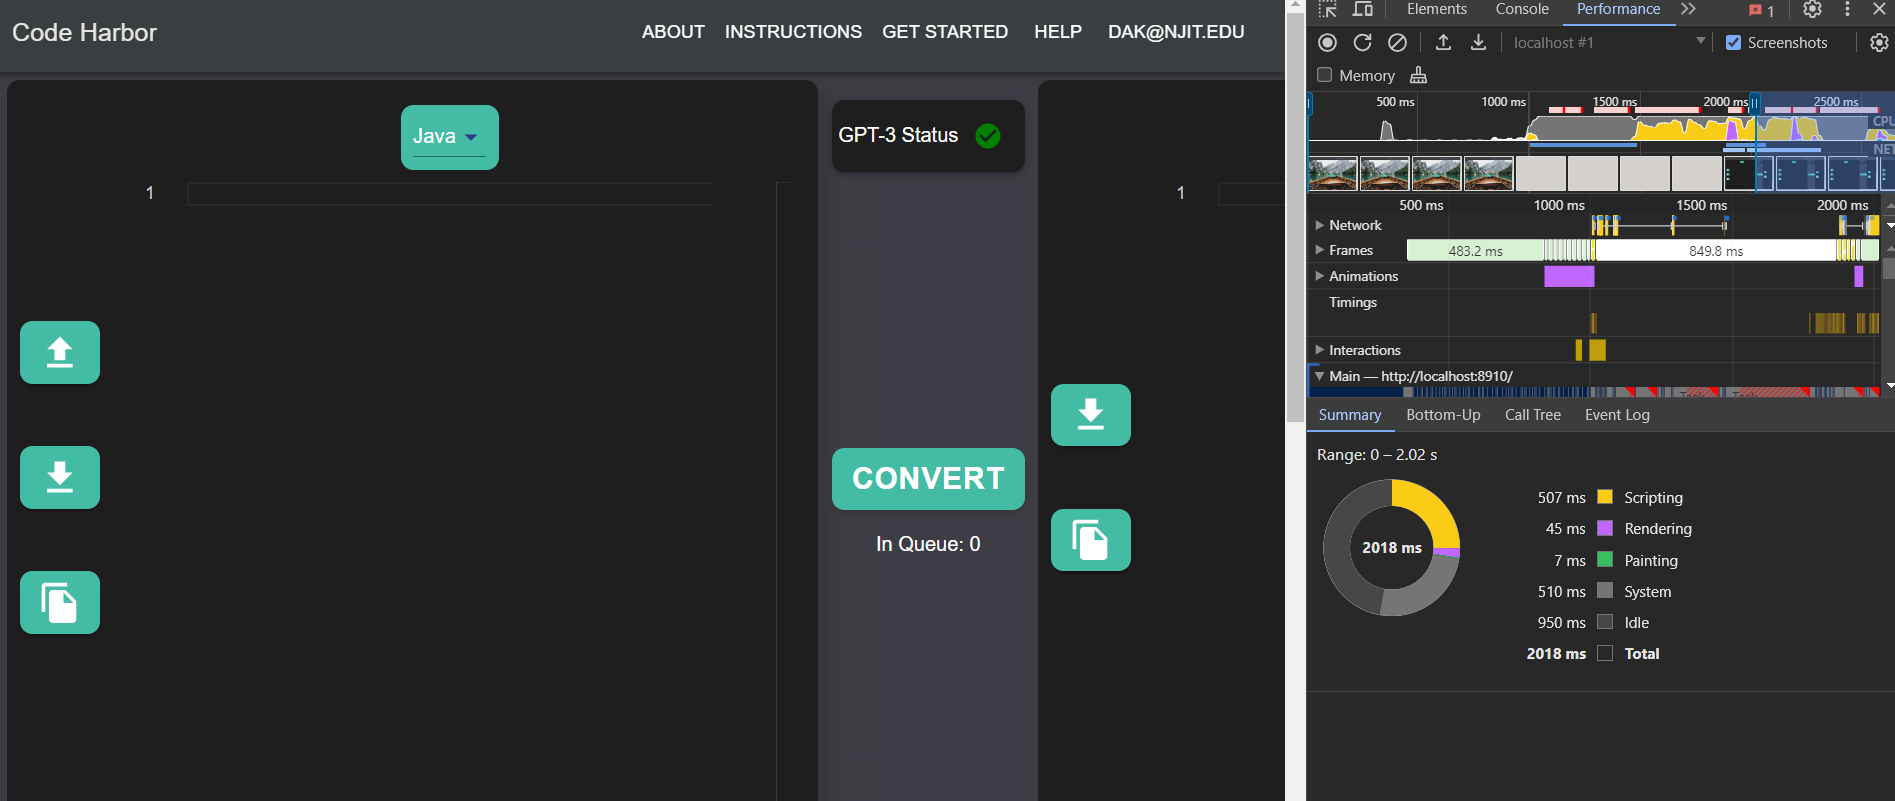 Code Harbor
ABOUT INSTRUCTIONS GET STARTED HELP DAK@NJIT.EDU
Java
1
GPT-3 Status
CONVERT
In Queue: 0
1
Elements Console Performance 1
localhost #1 Screenshots
Memory
500 ms 1000 ms 1500 ms 2000 ms 2500 ms
CPU
NET
500 ms 1000 ms 1500 ms 2000 ms
Network
Frames 483.2 ms 849.8 ms
Animations
Timings
Interactions
Main — http://localhost:8910/
Summary Bottom-Up Call Tree Event Log
Range: 0 – 2.02 s
2018 ms
507 ms Scripting
45 ms Rendering
7 ms Painting
510 ms System
950 ms Idle
2018 ms Total